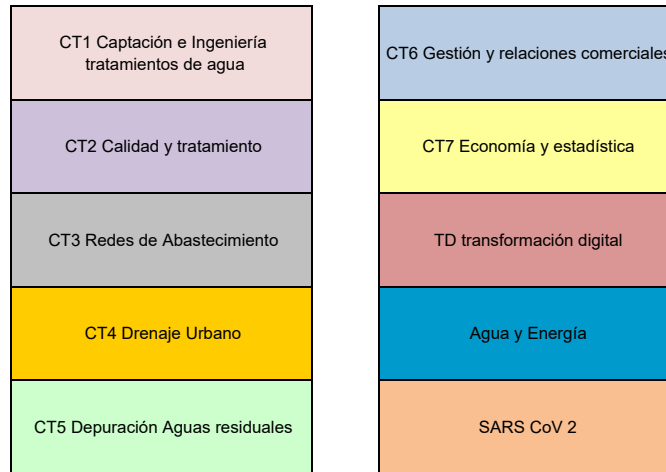 CT1 Captación e Ingeniería
tratamientos de agua
CT2 Calidad y tratamiento
CT3 Redes de Abastecimiento
CT4 Drenaje Urbano
CT5 Depuración Aguas residuales
CT6 Gestión y relaciones comerciales
CT7 Economía y estadística
TD transformación digital
Agua y Energía
SARS CoV 2